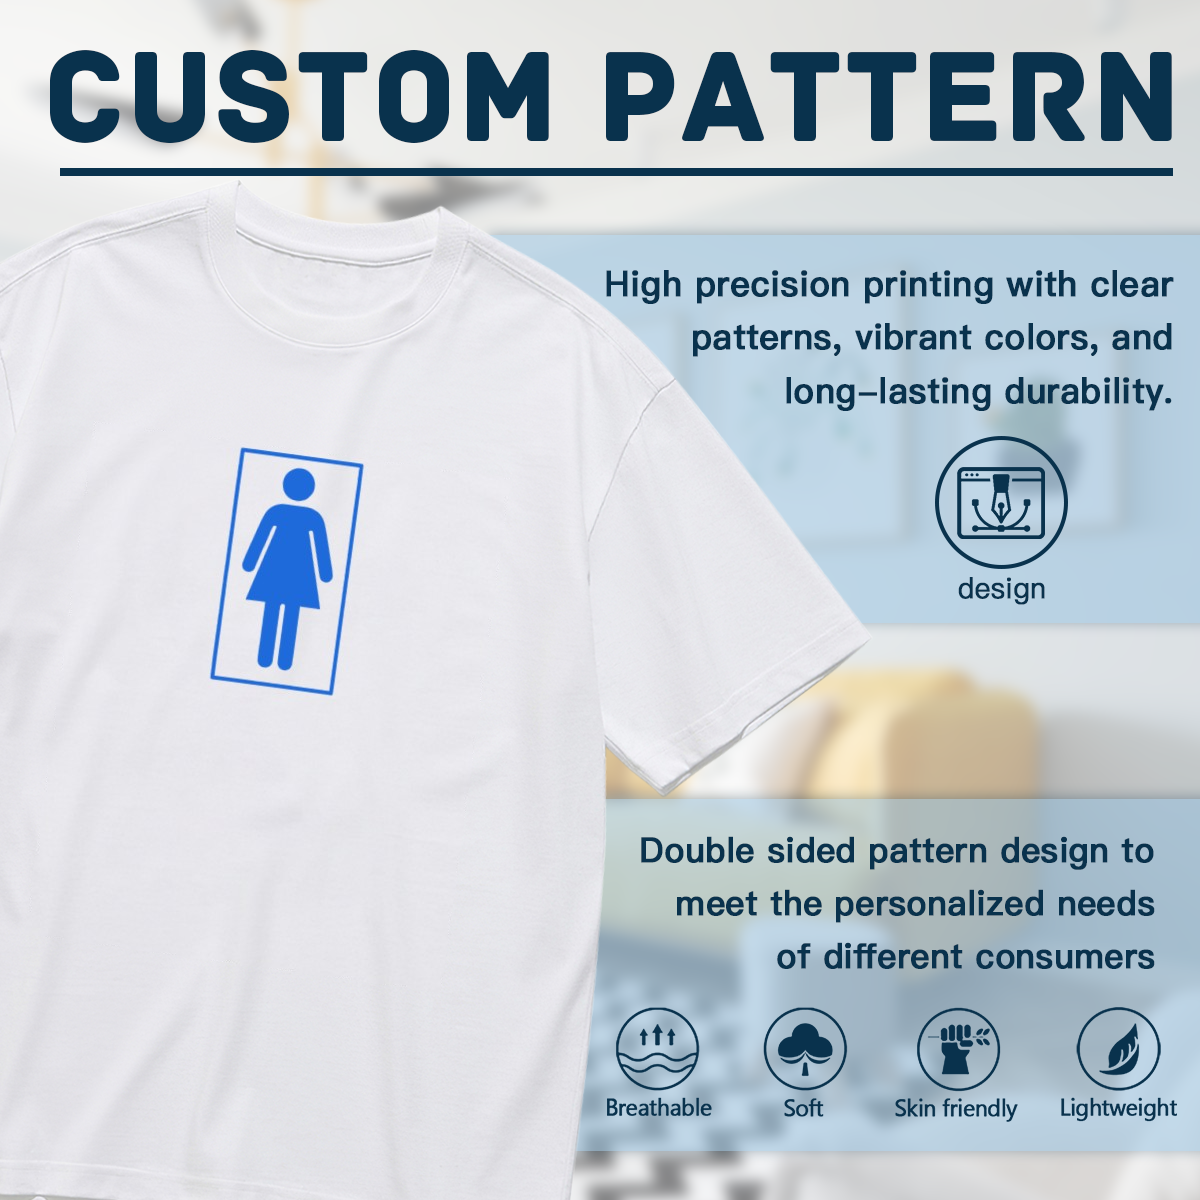 CUSTOM PATTERN
High precision printing with clear
patterns, vibrant colors, and
long-lasting durability.
design
Double sided pattern design to
meet the personalized needs
of different consumers
Breathable
Soft
Skin friendly
Lightweight